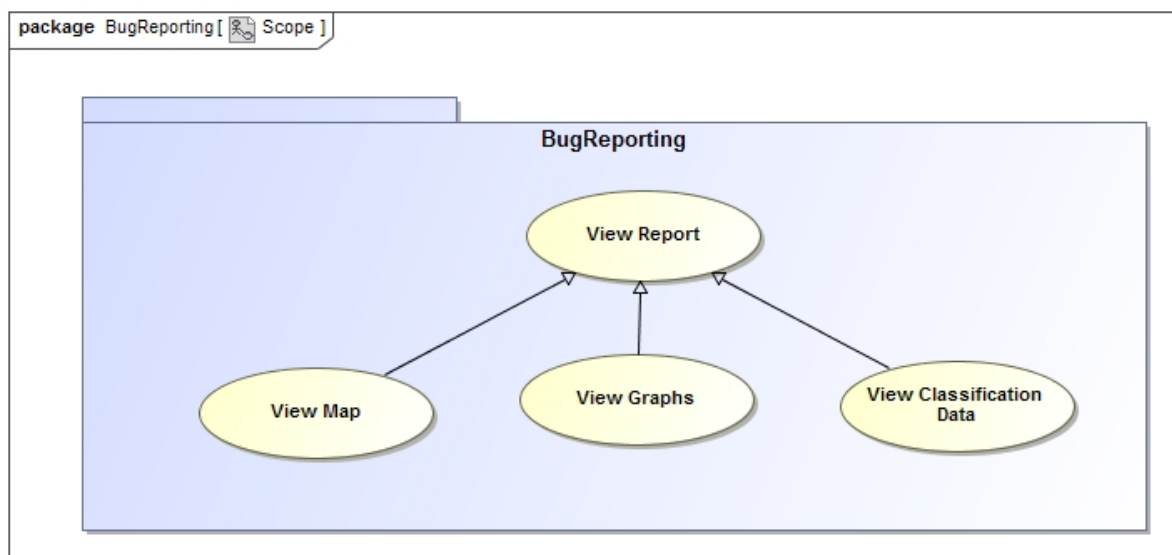 package BugReporting [ Scope ]
BugReporting
View Report
View Map
View Graphs
View Classification
Data